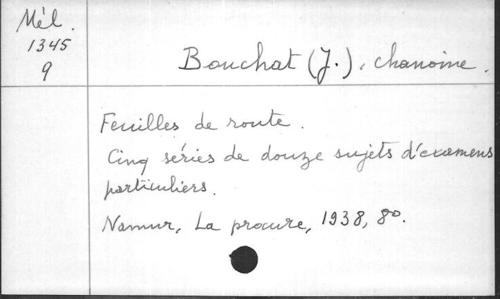 Mél.
1345
9
Bouchat (J.), chanoine.
Feuilles de route.
Cinq séries de douze sujets d'examens
particuliers.
Namur, La procure, 1938, 8º.